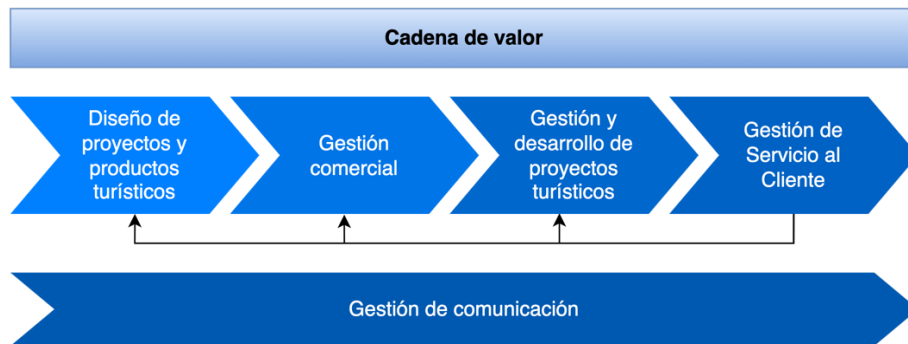 Cadena de valor
Diseño de
proyectos y
productos
turísticos
Gestión
comercial
Gestión y
desarrollo de
proyectos
turísticos
Gestión de
Servicio al
Cliente
Gestión de comunicación